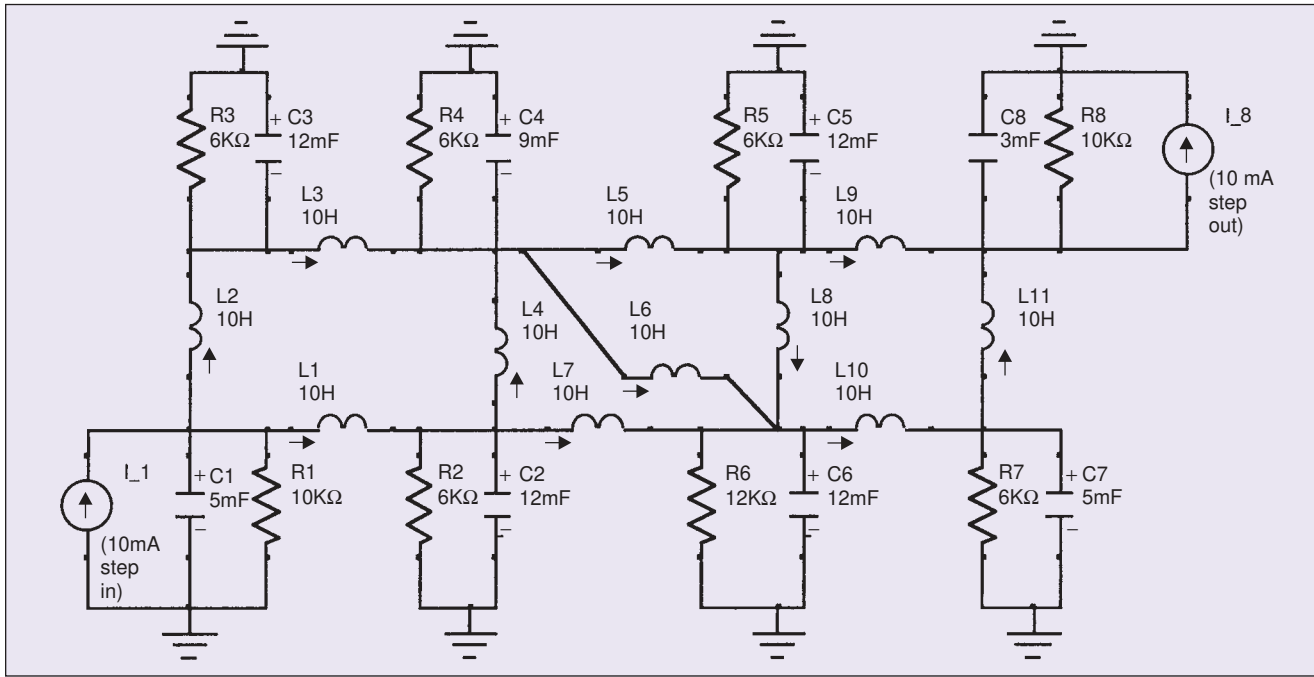 R3
6KΩ
+ C3
12mF
–
R4
6KΩ
+ C4
9mF
–
R5
6KΩ
+ C5
12mF
–
C8
3mF
R8
10KΩ
I_8
(10 mA
step
out)
L3
10H
L5
10H
L9
10H
L2
10H
L4
10H
L6
10H
L8
10H
L11
10H
L1
10H
L7
10H
L10
10H
I_1
(10mA
step
in)
+ C1
5mF
–
R1
10KΩ
R2
6KΩ
+ C2
12mF
–
R6
12KΩ
+ C6
12mF
–
R7
6KΩ
+ C7
5mF
–